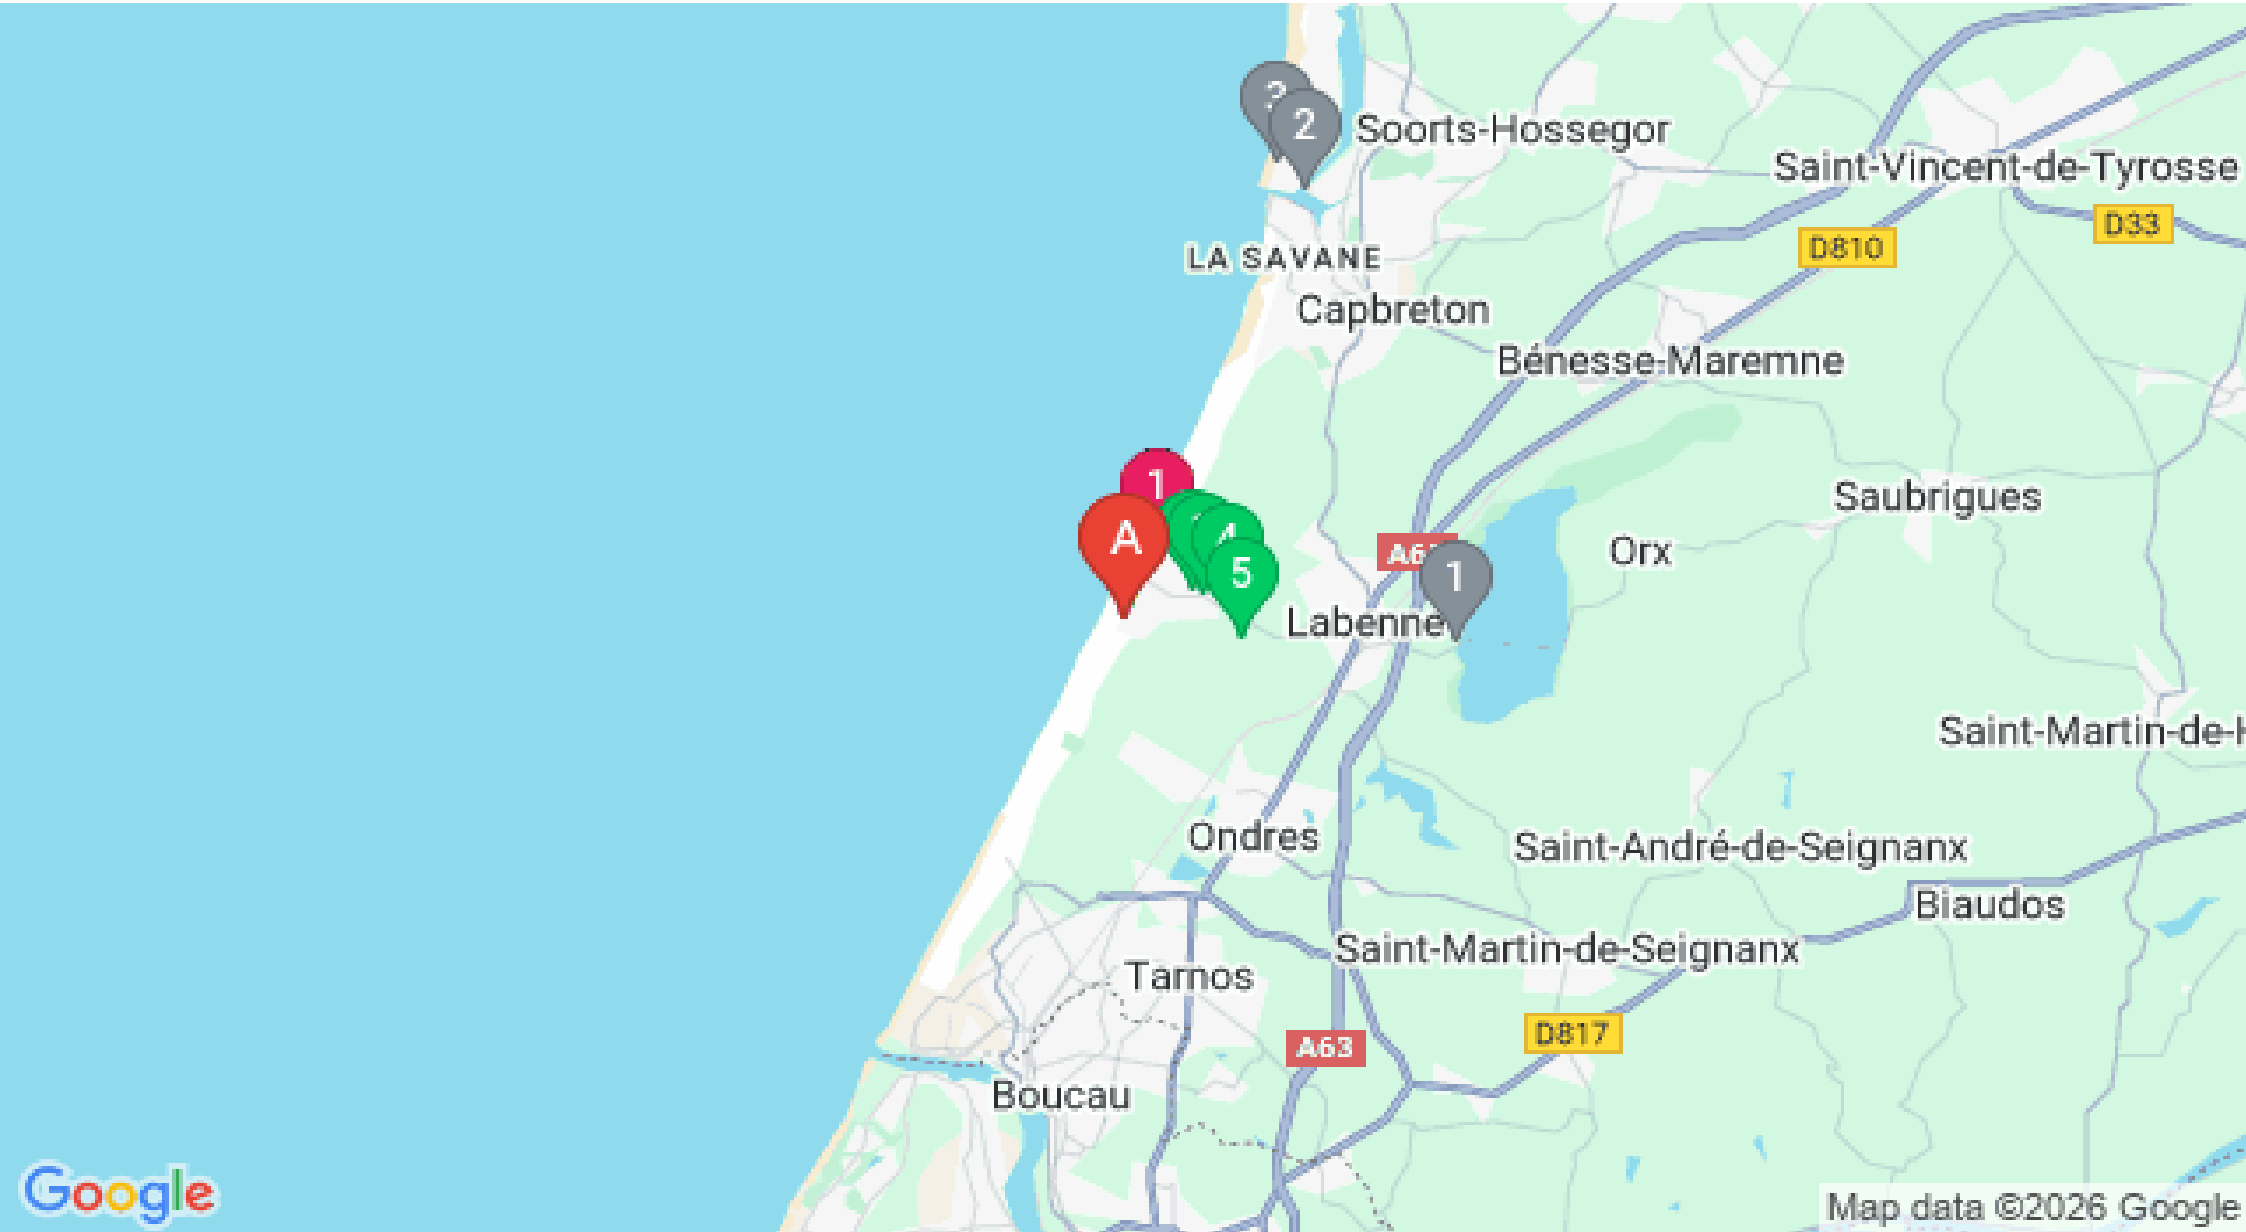 2
Soorts-Hossegor
Saint-Vincent-de-Tyrosse
D33
D810
LA SAVANE
Capbreton
Bénesse-Maremne
1
Saubrigues
A
4
Orx
5
1
Labenne
Saint-Martin-de-H
Ondres
Saint-André-de-Seignanx
Biaudos
Saint-Martin-de-Seignanx
Tarnos
D817
A63
Boucau
Google
Map data ©2026 Google